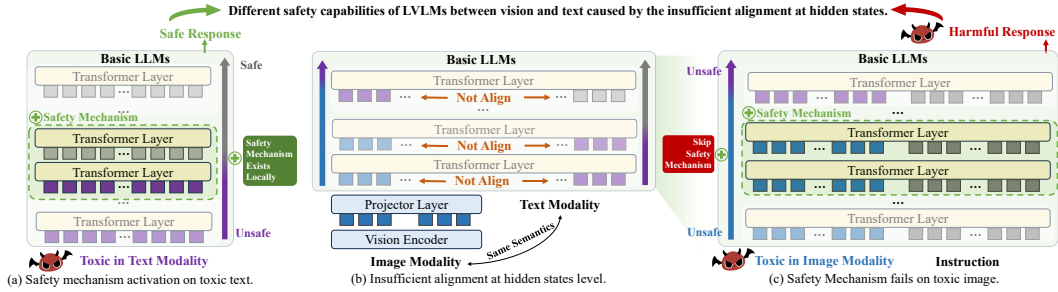 Different safety capabilities of LVLMs between vision and text caused by the insufficient alignment at hidden states.
Safe Response
Basic LLMs
Safe
Transformer Layer
...
...
Safety Mechanism
Transformer Layer
...
Transformer Layer
...
...
Transformer Layer
...
Unsafe
Toxic in Text Modality
Safety
Mechanism
Exists
Locally
(a) Safety mechanism activation on toxic text.
Basic LLMs
Transformer Layer
... Not Align ...
...
Transformer Layer
... Not Align ...
Transformer Layer
... Not Align ...
Projector Layer
...
Vision Encoder
Image Modality
Text Modality
Same Semantics
(b) Insufficient alignment at hidden states level.
Harmful Response
Basic LLMs
Unsafe
Transformer Layer
... ...
...
Safety Mechanism
Skip
Safety
Mechanism
Transformer Layer
... ...
Transformer Layer
... ...
...
Transformer Layer
... ...
Unsafe
Toxic in Image Modality
Instruction
(c) Safety Mechanism fails on toxic image.